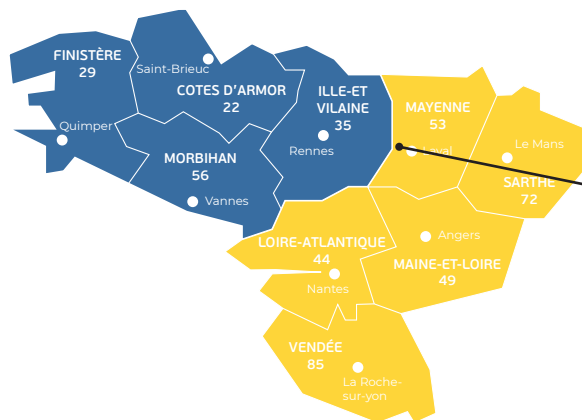 FINISTÈRE
29
Saint-Brieuc
COTES D'ARMOR
22
ILLE-ET
VILAINE
35
MAYENNE
53
Quimper
Rennes
Laval
Le Mans
MORBIHAN
56
SARTHE
72
Vannes
LOIRE-ATLANTIQUE
44
Angers
MAINE-ET-LOIRE
49
Nantes
VENDÉE
85
La Roche-
sur-yon